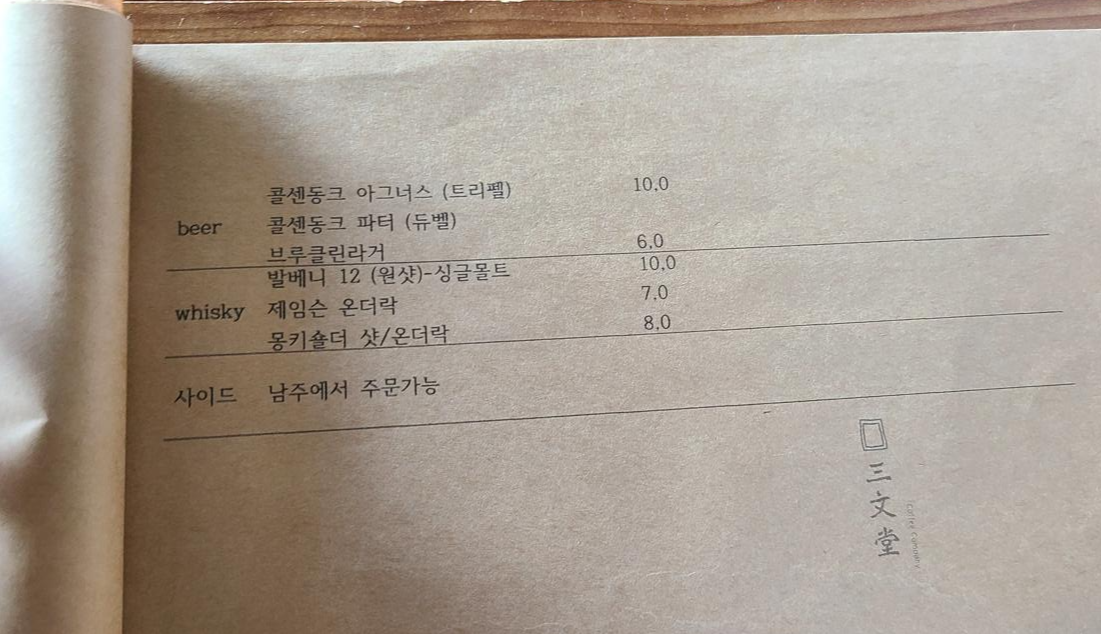 콜센동크 아그너스 (트리펠) 10.0
beer 콜센동크 파터 (듀벨)
브루클린라거 6.0
발베니 12 (원샷)-싱글몰트 10.0
whisky 제임슨 온더락 7.0
몽키숄더 샷/온더락 8.0
사이드 남주에서 주문가능
三文堂
coffee company